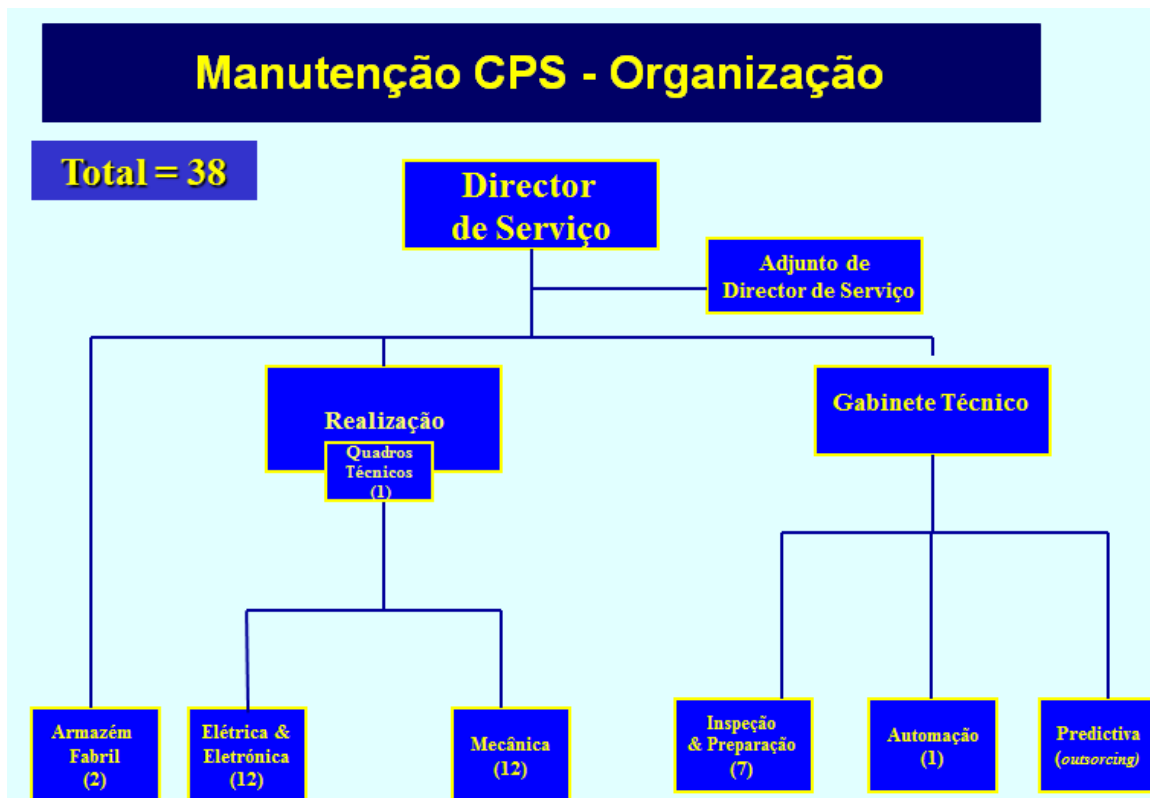 Manutenção CPS - Organização
Total = 38
Director
de Serviço
Adjunto de
Director de Serviço
Realização
Quadros
Técnicos
(1)
Gabinete Técnico
Armazém
Fabril
(2)
Elétrica &
Eletrónica
(12)
Mecânica
(12)
Inspeção
& Preparação
(7)
Automação
(1)
Predictiva
(outsorcing)